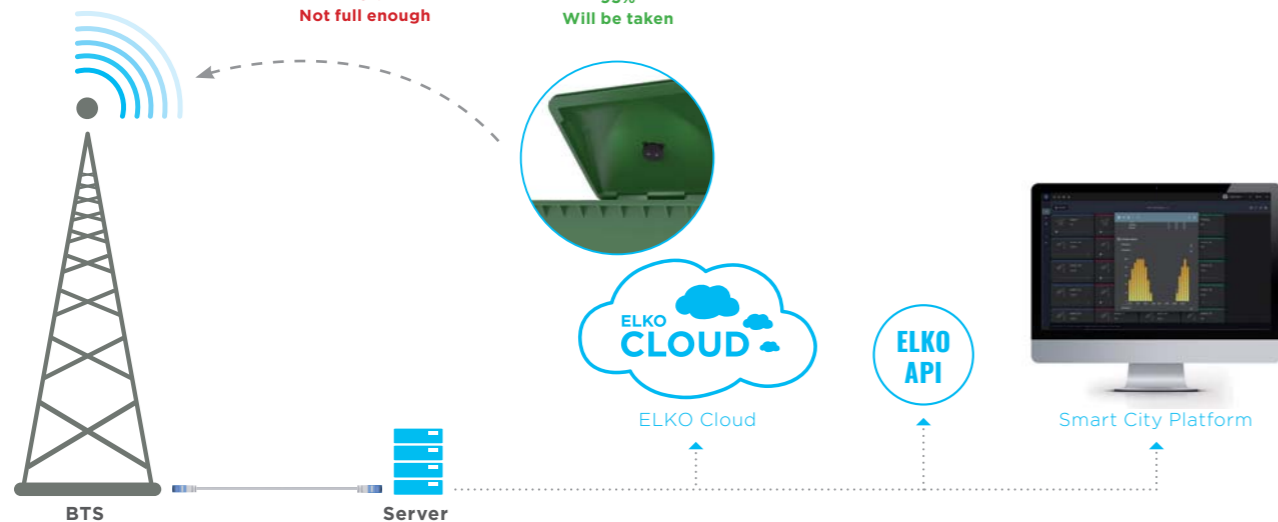 Not full enough
Will be taken
ELKO
CLOUD
ELKO
API
ELKO Cloud
Smart City Platform
BTS
Server